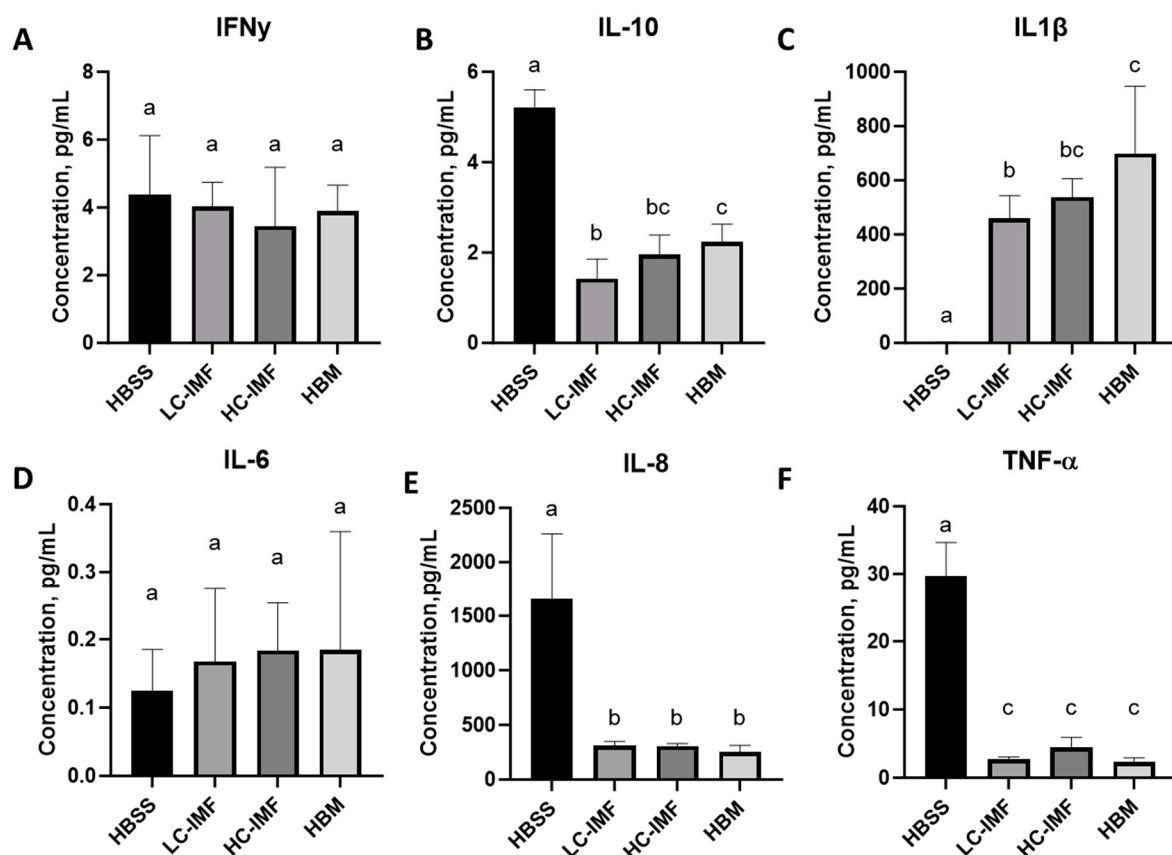 A
IFNy
Concentration, pg/mL
8
6
4
2
0
a
a
a
a
HBSS
LC-IMF
HC-IMF
HBM
B
IL-10
Concentration, pg/mL
6
4
2
0
a
b
bc
c
HBSS
LC-IMF
HC-IMF
HBM
C
IL1β
Concentration, pg/mL
1000
800
600
400
200
0
a
b
bc
c
HBSS
LC-IMF
HC-IMF
HBM
D
IL-6
Concentration, pg/mL
0.4
0.3
0.2
0.1
0.0
a
a
a
a
HBSS
LC-IMF
HC-IMF
HBM
E
IL-8
Concentration,pg/mL
2500
2000
1500
1000
500
0
a
b
b
b
HBSS
LC-IMF
HC-IMF
HBM
F
TNF-α
Concentration, pg/mL
40
30
20
10
0
a
c
c
c
HBSS
LC-IMF
HC-IMF
HBM